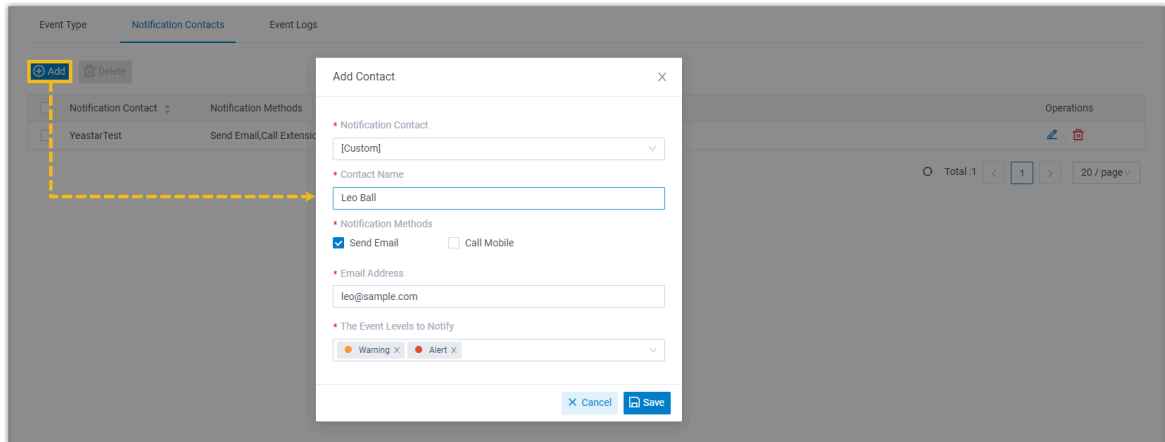 Event Type Notification Contacts Event Logs
Add Delete
Notification Contact Notification Methods Operations
YeastarTest Send Email,Call Extensio
Total :1 < 1 > 20 / page
Add Contact
* Notification Contact
[Custom]
* Contact Name
Leo Ball
* Notification Methods
Send Email Call Mobile
* Email Address
leo@sample.com
* The Event Levels to Notify
Warning × Alert ×
× Cancel Save